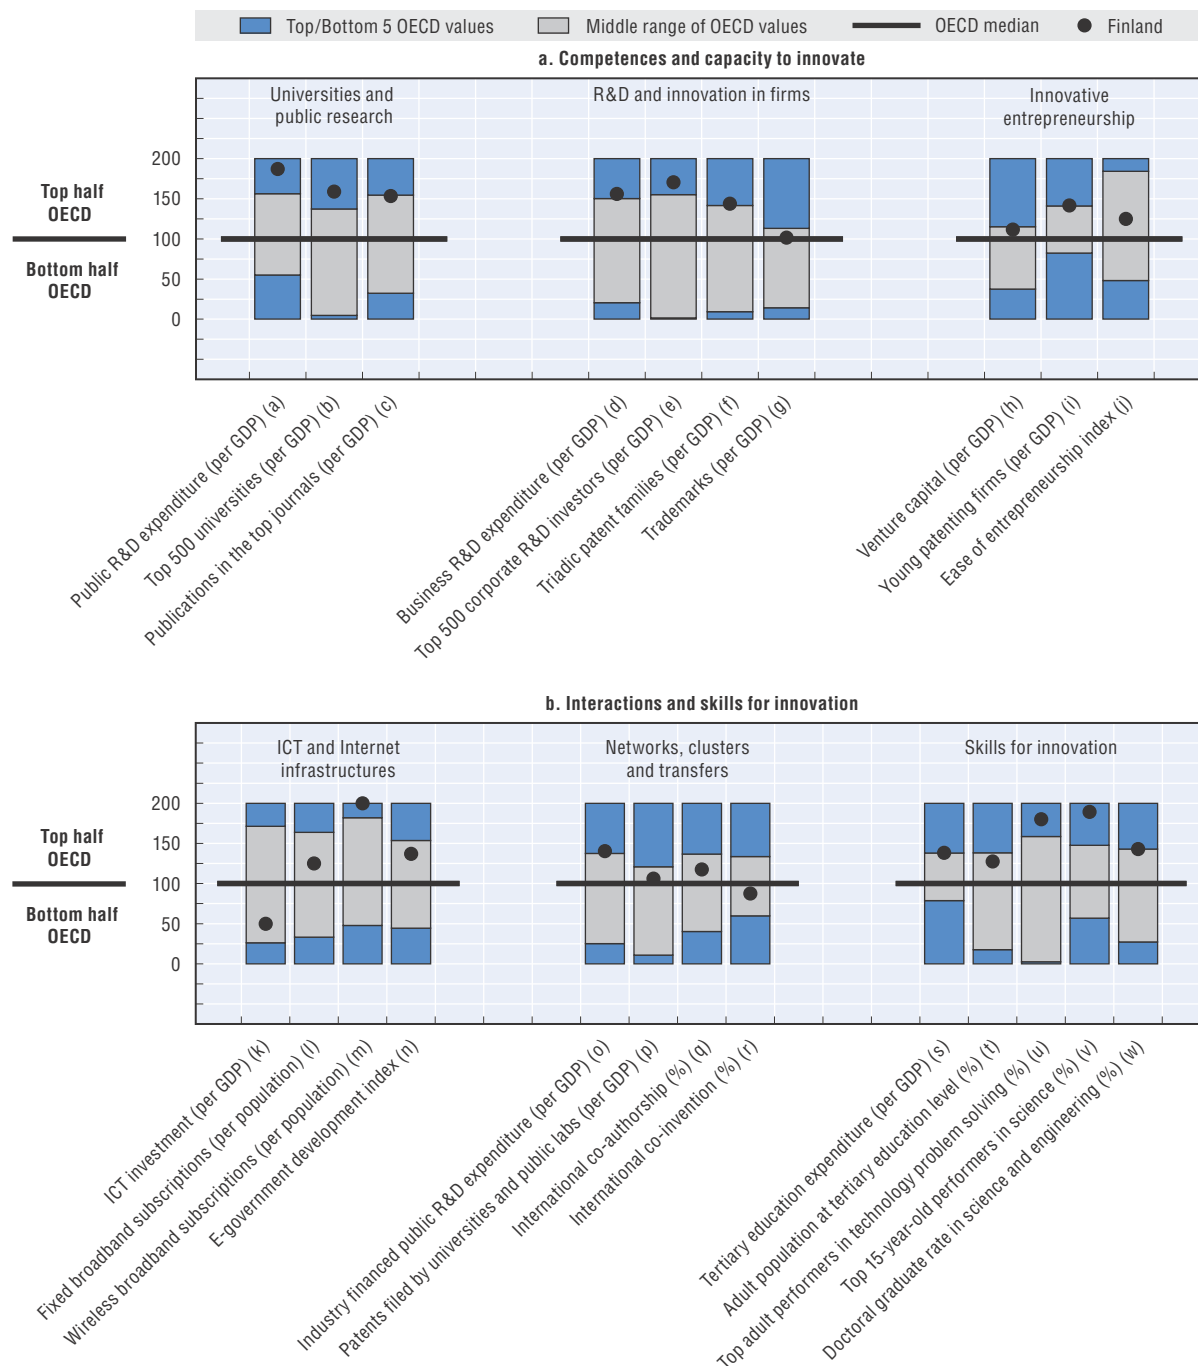 Top/Bottom 5 OECD values
Middle range of OECD values
OECD median
Finland
a. Competences and capacity to innovate
Universities and
public research
R&D and innovation in firms
Innovative
entrepreneurship
200
150
100
50
0
Top half
OECD
Bottom half
OECD
Public R&D expenditure (per GDP) (a)
Top 500 universities (per GDP) (b)
Publications in the top journals (per GDP) (c)
Business R&D expenditure (per GDP) (d)
Top 500 corporate R&D investors (per GDP) (e)
Triadic patent families (per GDP) (f)
Trademarks (per GDP) (g)
Venture capital (per GDP) (h)
Young patenting firms (per GDP) (i)
Ease of entrepreneurship index (j)
b. Interactions and skills for innovation
ICT and Internet
infrastructures
Networks, clusters
and transfers
Skills for innovation
200
150
100
50
0
Top half
OECD
Bottom half
OECD
ICT investment (per GDP) (k)
Fixed broadband subscriptions (per population) (l)
Wireless broadband subscriptions (per population) (m)
E-government development index (n)
Industry financed public R&D expenditure (per GDP) (o)
Patents filed by universities and public labs (per GDP) (p)
International co-authorship (%) (q)
International co-invention (%) (r)
Tertiary education expenditure (per GDP) (s)
Adult population at tertiary education level (%) (t)
Top adult performers in technology problem solving (%) (u)
Top 15-year-old performers in science (%) (v)
Doctoral graduate rate in science and engineering (%) (w)